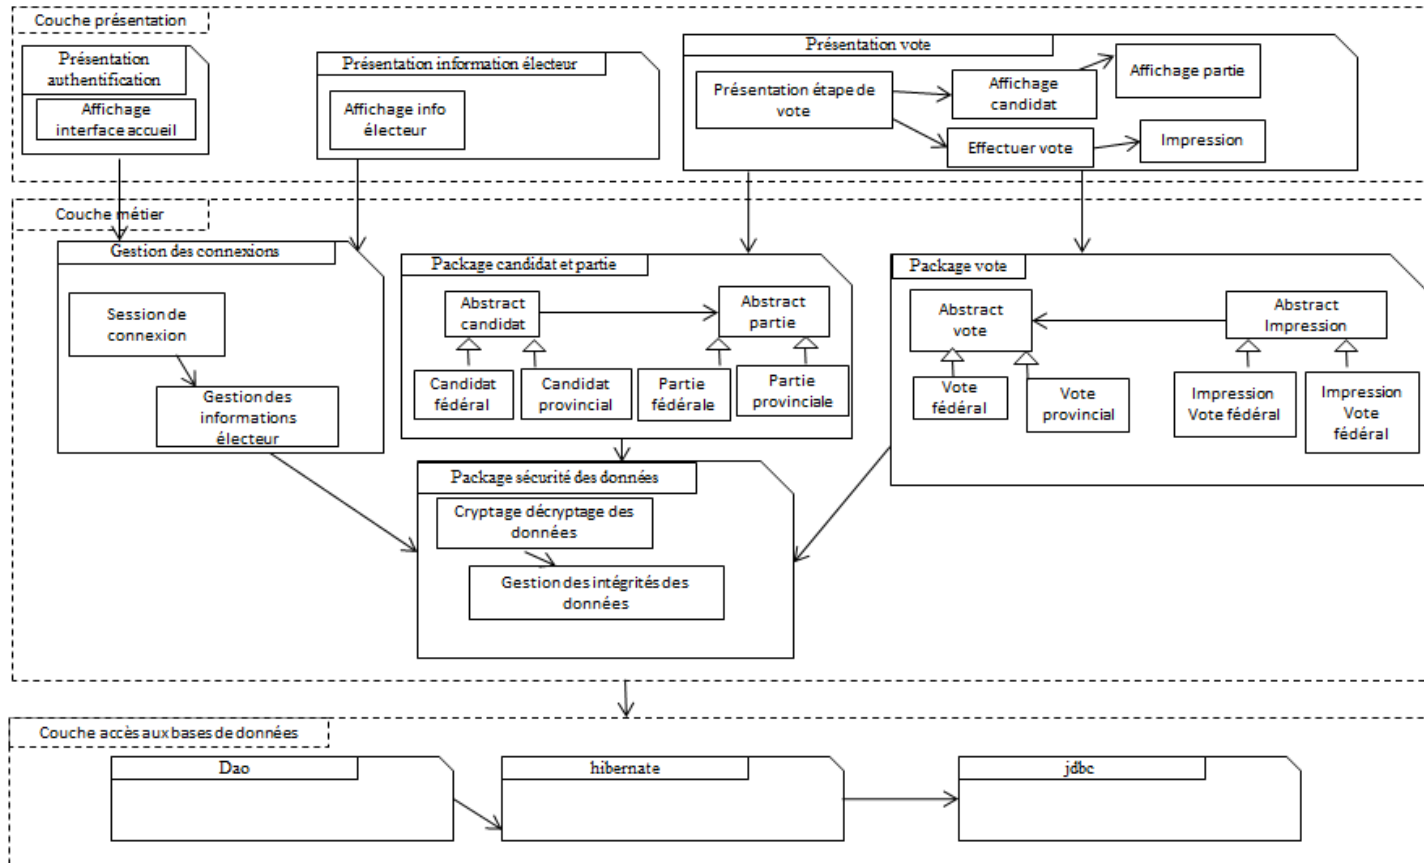 Couche présentation
Présentation
authentification
Affichage
interface accueil
Présentation information électeur
Affichage info
électeur
Présentation vote
Présentation étape de
vote
Affichage
candidat
Affichage partie
Effectuer vote
Impression
Couche métier
Gestion des connexions
Session de
connexion
Gestion des
informations
électeur
Package candidat et partie
Abstract
candidat
Abstract
partie
Candidat
fédéral
Candidat
provincial
Partie
fédérale
Partie
provinciale
Package vote
Abstract
vote
Abstract
Impression
Vote
fédéral
Vote
provincial
Impression
Vote fédéral
Impression
Vote
fédéral
Package sécurité des données
Cryptage décryptage des
données
Gestion des intégrités des
données
Couche accès aux bases de données
Dao
hibernate
jdbc